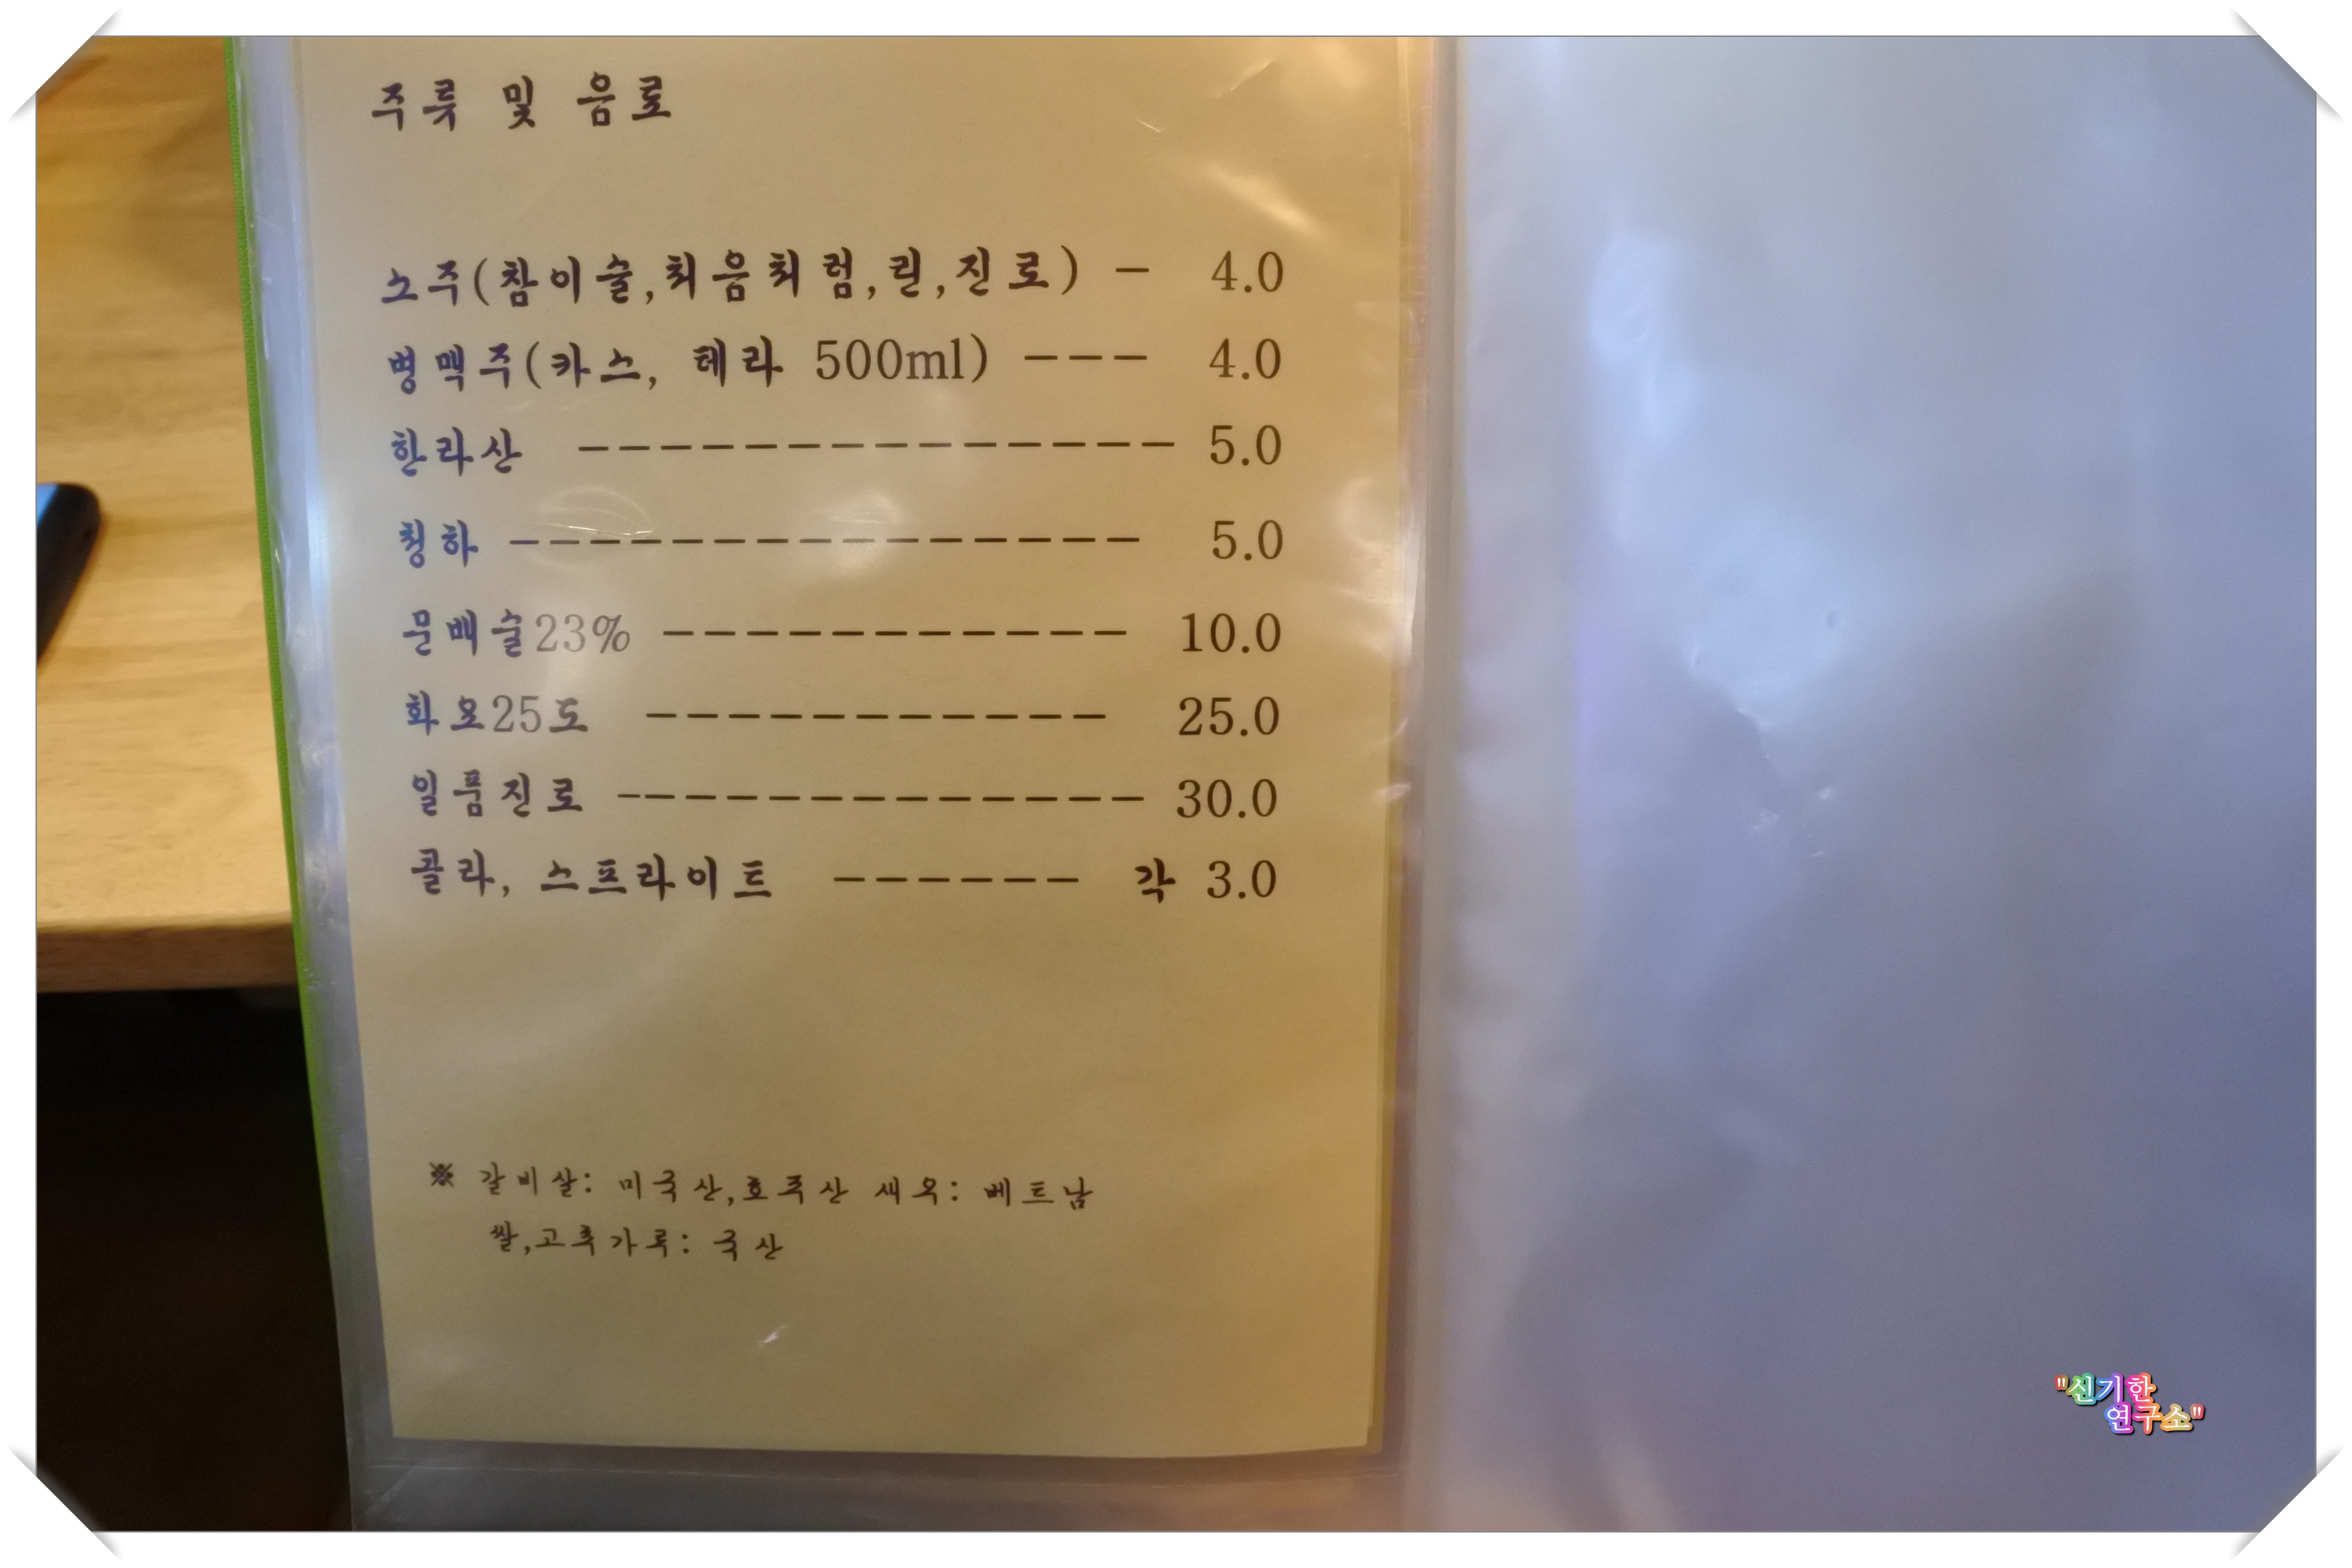 주류 및 음료
소주(참이술,처음처럼,린,진로) - 4.0
병맥주(카스, 테라 500ml) --- 4.0
한라산 -------------- 5.0
청하 ---------------- 5.0
문배술23% ----------- 10.0
화요25도 ----------- 25.0
일품진로 ------------- 30.0
콜라, 스프라이트 ------ 각 3.0
※ 갈비살: 미국산,호주산 새우: 베트남
쌀,고추가루: 국산
"신기한
연구소"